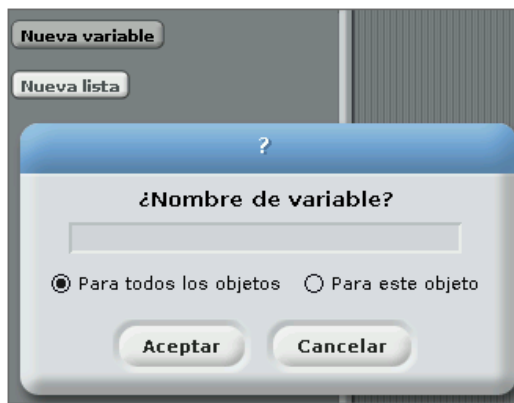 Nueva variable
Nueva lista
?
¿Nombre de variable?
Para todos los objetos Para este objeto
Aceptar Cancelar